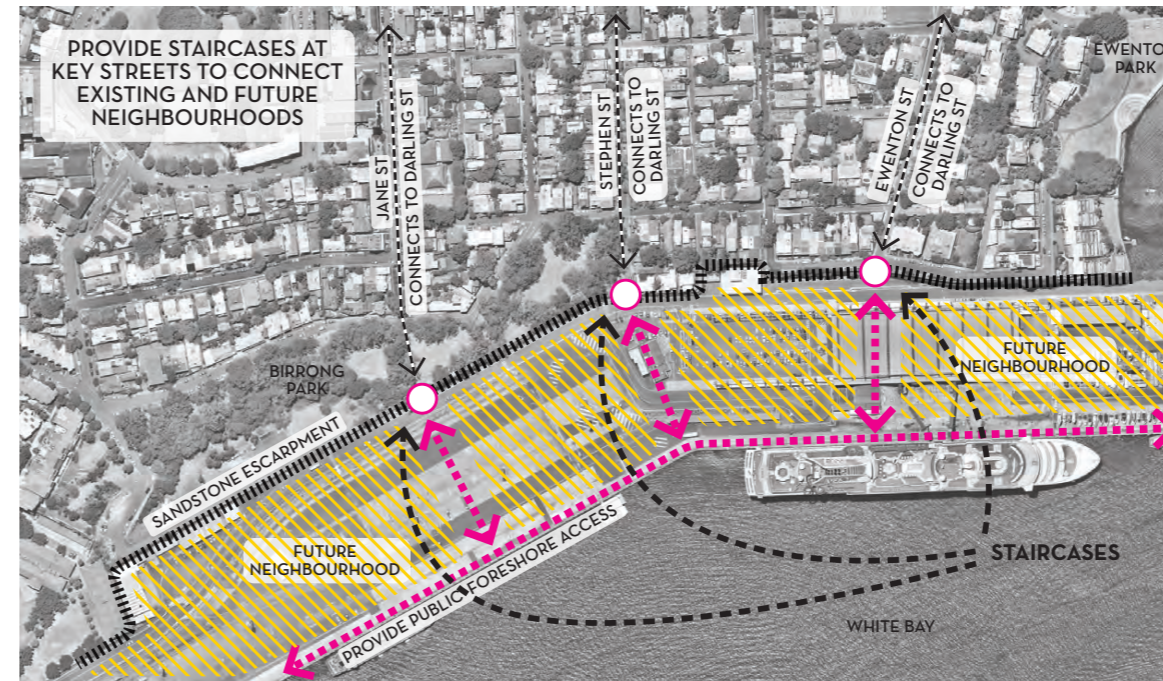 PROVIDE STAIRCASES AT
KEY STREETS TO CONNECT
EXISTING AND FUTURE
NEIGHBOURHOODS
JANE ST
CONNECTS TO DARLING ST
STEPHEN ST
CONNECTS TO
DARLING ST
EWENTON ST
CONNECTS TO
DARLING ST
EWENTO
PARK
BIRRONG
PARK
SANDSTONE ESCARPMENT
FUTURE
NEIGHBOURHOOD
FUTURE
NEIGHBOURHOOD
PROVIDE PUBLIC FORESHORE ACCESS
STAIRCASES
WHITE BAY